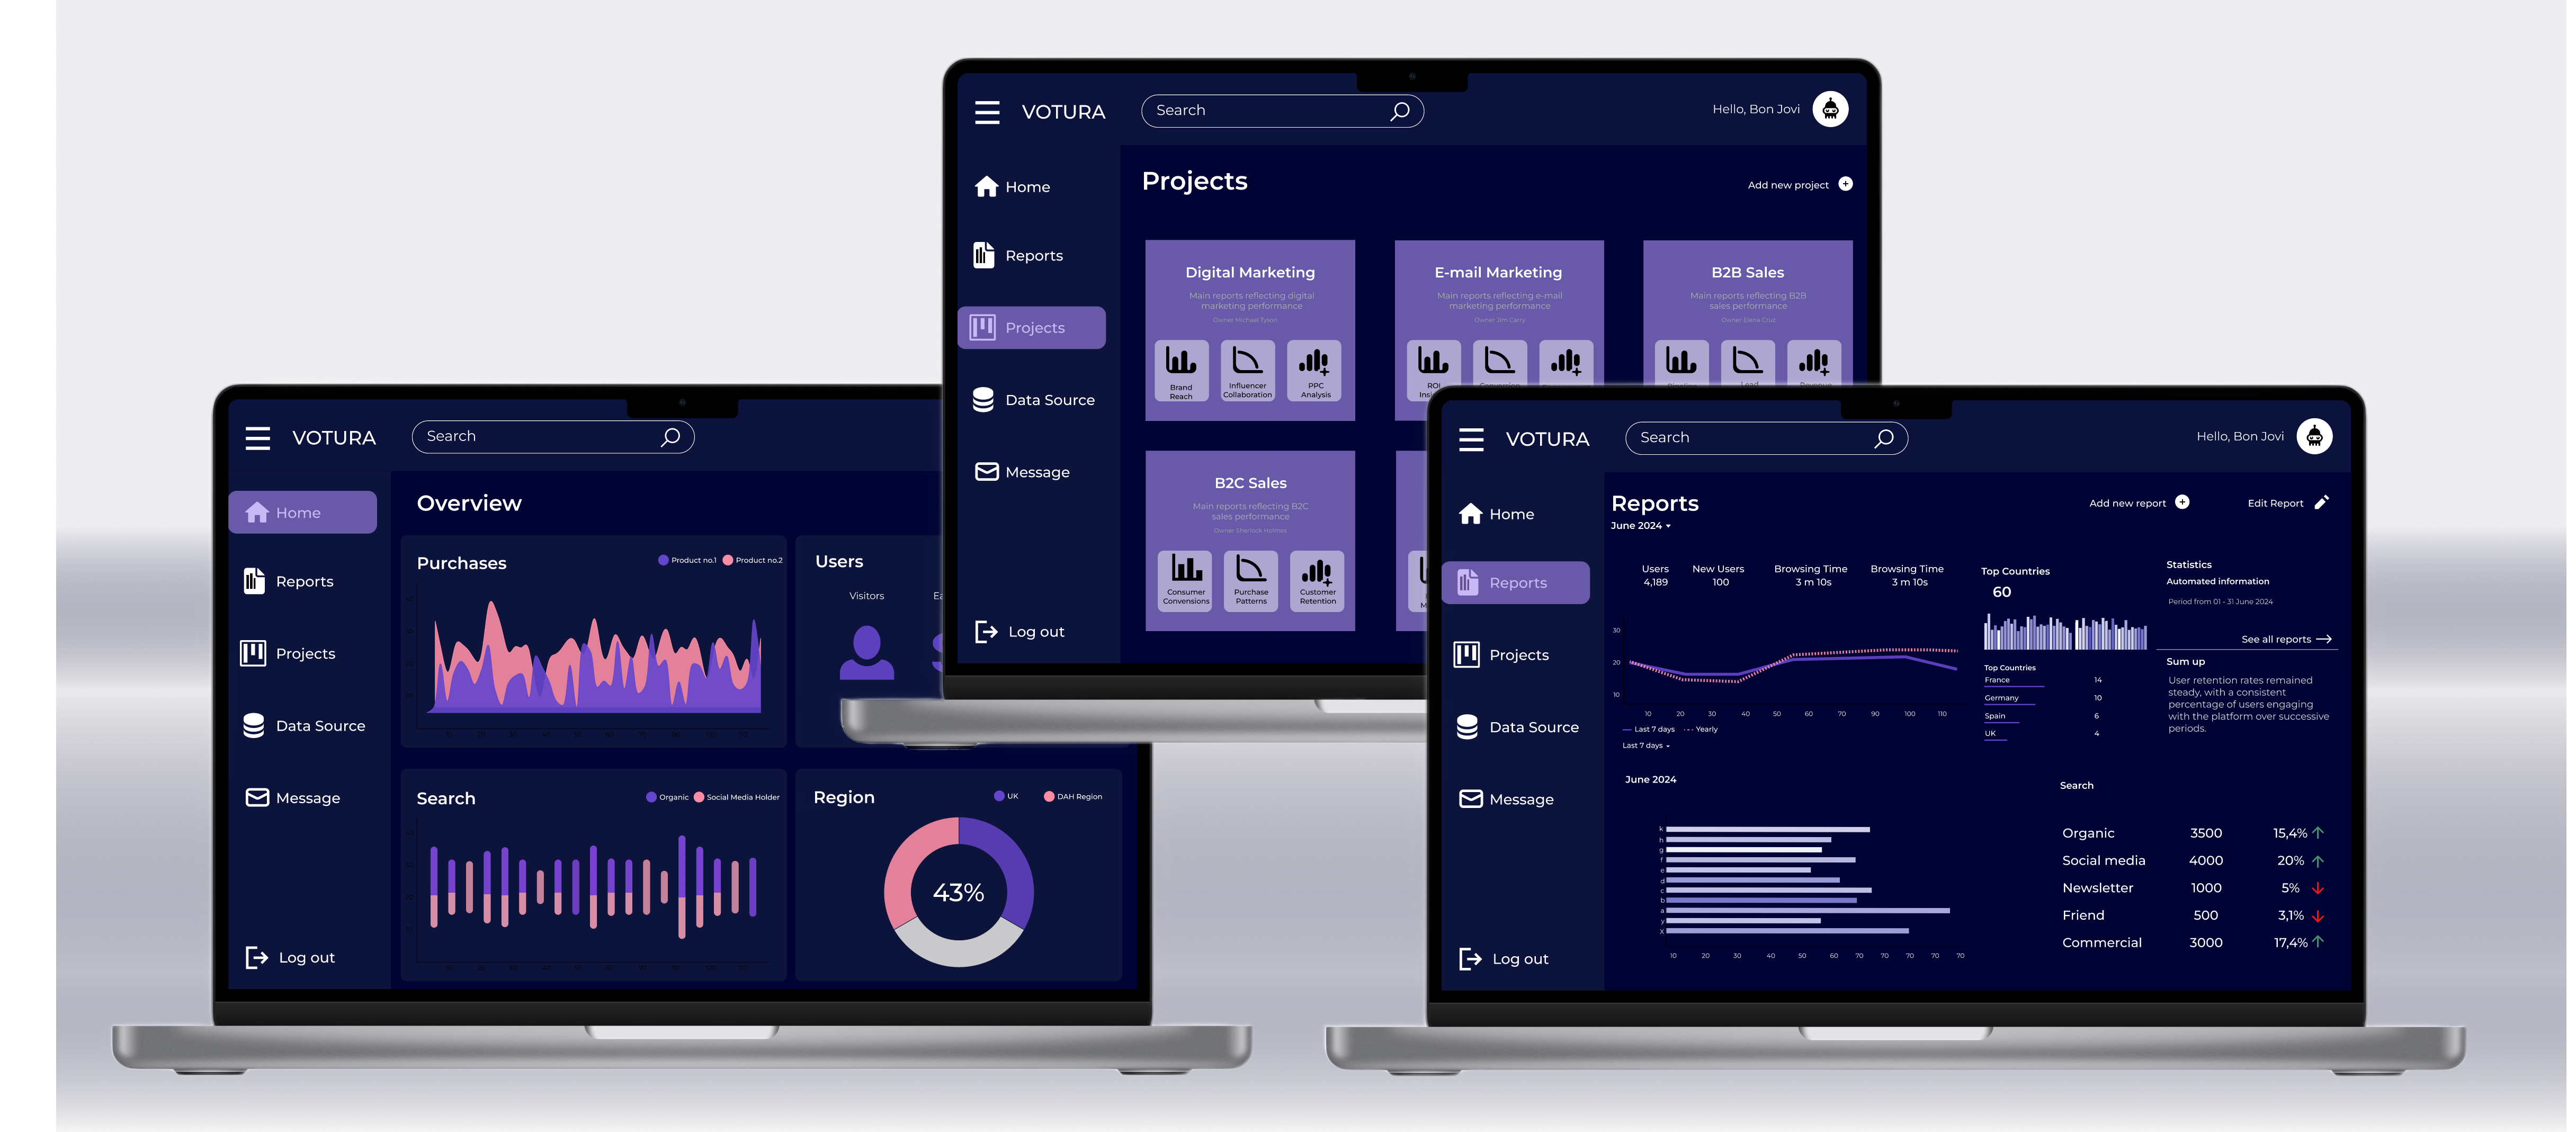 VOTURA
Search
Hello, Bon Jovi
Home
Reports
Projects
Data Source
Message
Log out
Projects
Add new project
Digital Marketing
Main reports reflecting digital
marketing performance
Owner Michael Tyson
Brand
Reach
Influencer
Collaboration
PPC
Analysis
E-mail Marketing
Main reports reflecting e-mail
marketing performance
Owner Jim Carry
ROI
B2B Sales
Main reports reflecting B2B
sales performance
Owner Elena Cruz
Lead
B2C Sales
Main reports reflecting B2C
sales performance
Owner Sherlock Holmes
Consumer
Convensions
Purchase
Patterns
Customer
Retention
VOTURA
Search
Home
Reports
Projects
Data Source
Message
Log out
Overview
Purchases
Product no.1
Product no.2
Users
Visitors
Search
Organic
Social Media Holder
Region
UK
DAH Region
43%
VOTURA
Search
Hello, Bon Jovi
Home
Reports
Projects
Data Source
Message
Log out
Reports
June 2024
Add new report
Edit Report
Users
4,189
New Users
100
Browsing Time
3 m 10s
Browsing Time
3 m 10s
30
20
10
10 20 30 40 50 60 70 90 100 110
Last 7 days Yearly
Last 7 days
Top Countries
60
Top Countries
France 14
Germany 10
Spain 6
UK 4
Statistics
Automated information
Period from 01 - 31 June 2024
See all reports
Sum up
User retention rates remained
steady, with a consistent
percentage of users engaging
with the platform over successive
periods.
June 2024
k
h
g
f
e
d
c
b
a
y
X
10 20 30 40 50 60 70 70 70 70 70
Search
Organic 3500 15,4%
Social media 4000 20%
Newsletter 1000 5%
Friend 500 3,1%
Commercial 3000 17,4%